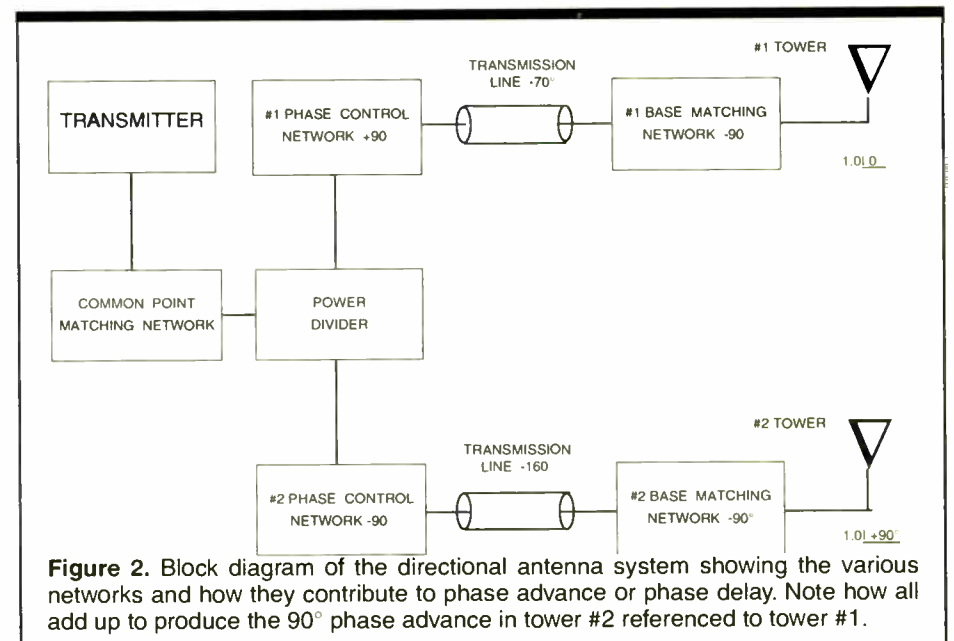 #1 TOWER
TRANSMISSION
LINE -70°
TRANSMITTER
#1 PHASE CONTROL
NETWORK +90
#1 BASE MATCHING
NETWORK -90
1.0|0
COMMON POINT
MATCHING NETWORK
POWER
DIVIDER
#2 TOWER
TRANSMISSION
LINE -160
#2 PHASE CONTROL
NETWORK -90
#2 BASE MATCHING
NETWORK -90°
1.0|+90°
Figure 2. Block diagram of the directional antenna system showing the various
networks and how they contribute to phase advance or phase delay. Note how all
add up to produce the 90° phase advance in tower #2 referenced to tower #1.